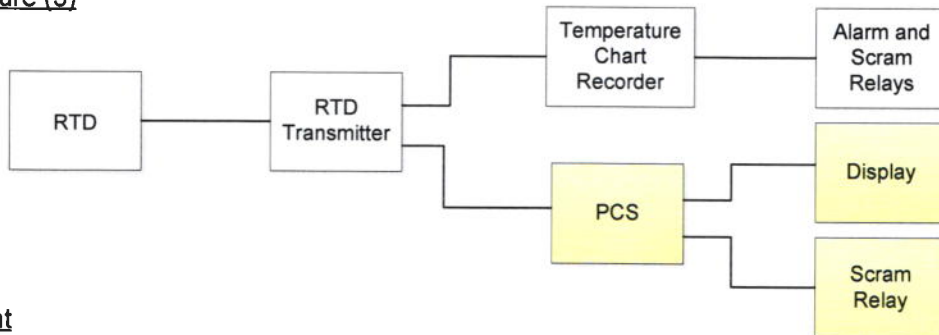 RTD
RTD
Transmitter
Temperature
Chart
Recorder
Alarm and
Scram
Relays
PCS
Display
Scram
Relay